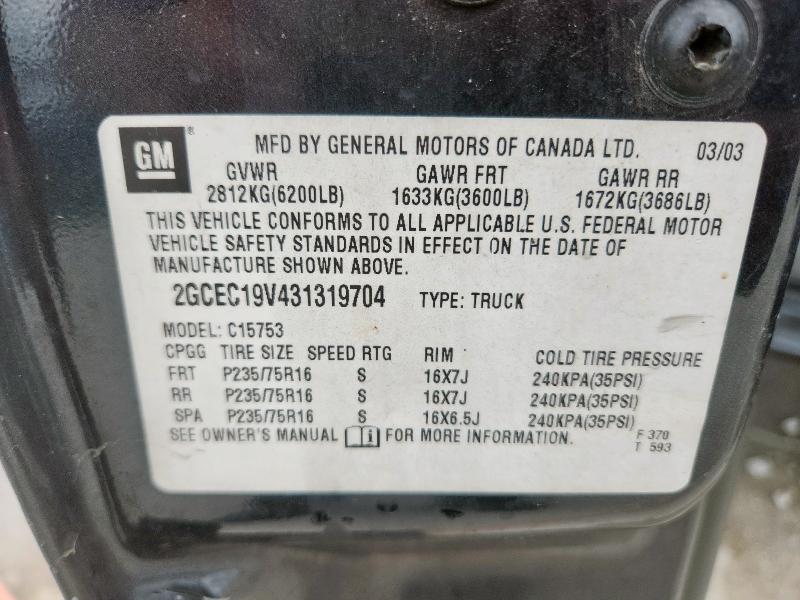 GM ® MFD BY GENERAL MOTORS OF CANADA LTD. 03/03
GVWR GAWR FRT GAWR RR
2812KG(6200LB) 1633KG(3600LB) 1672KG(3686LB)
THIS VEHICLE CONFORMS TO ALL APPLICABLE U.S. FEDERAL MOTOR
VEHICLE SAFETY STANDARDS IN EFFECT ON THE DATE OF
MANUFACTURE SHOWN ABOVE.
2GCEC19V431319704 TYPE: TRUCK
MODEL: C15753
CPGG TIRE SIZE SPEED RTG RIM COLD TIRE PRESSURE
FRT P235/75R16 S 16X7J 240KPA(35PSI)
RR P235/75R16 S 16X7J 240KPA(35PSI)
SPA P235/75R16 S 16X6.5J 240KPA(35PSI)
SEE OWNER'S MANUAL i FOR MORE INFORMATION. F 370
T 593